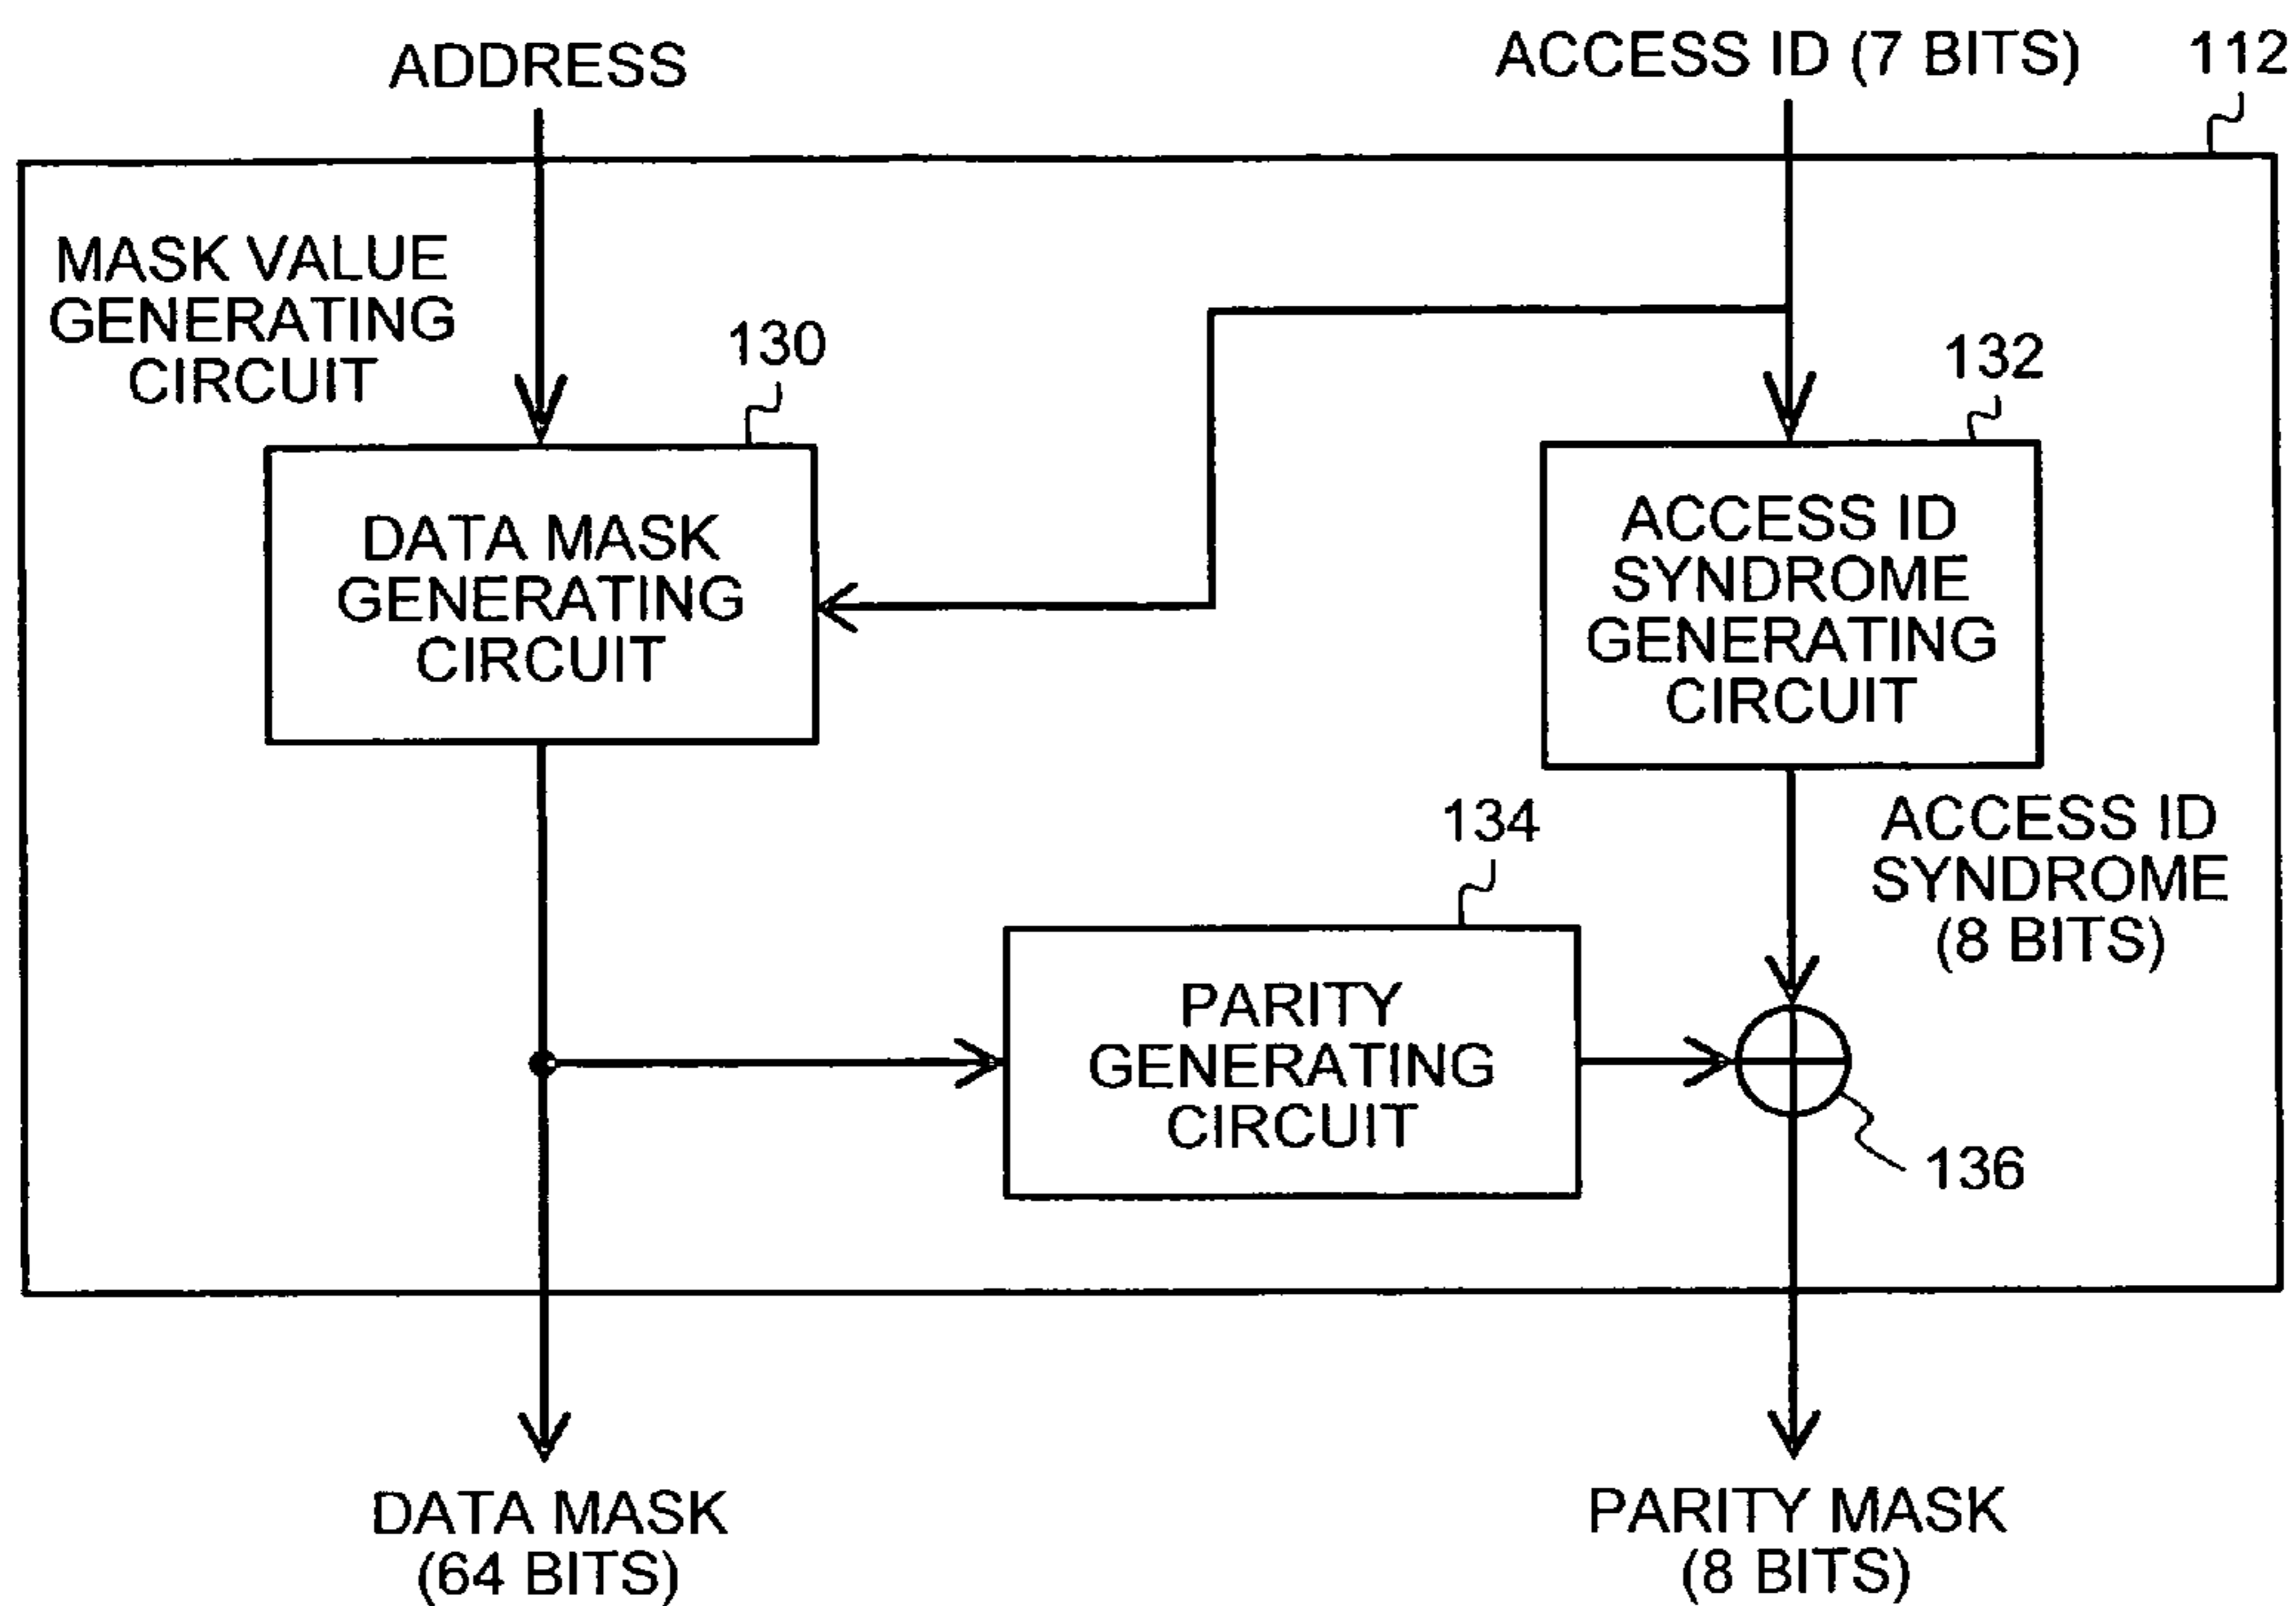 ADDRESS
ACCESS ID (7 BITS)
112
MASK VALUE
GENERATING
CIRCUIT
130
132
DATA MASK
GENERATING
CIRCUIT
ACCESS ID
SYNDROME
GENERATING
CIRCUIT
134
ACCESS ID
SYNDROME
(8 BITS)
PARITY
GENERATING
CIRCUIT
136
DATA MASK
(64 BITS)
PARITY MASK
(8 BITS)